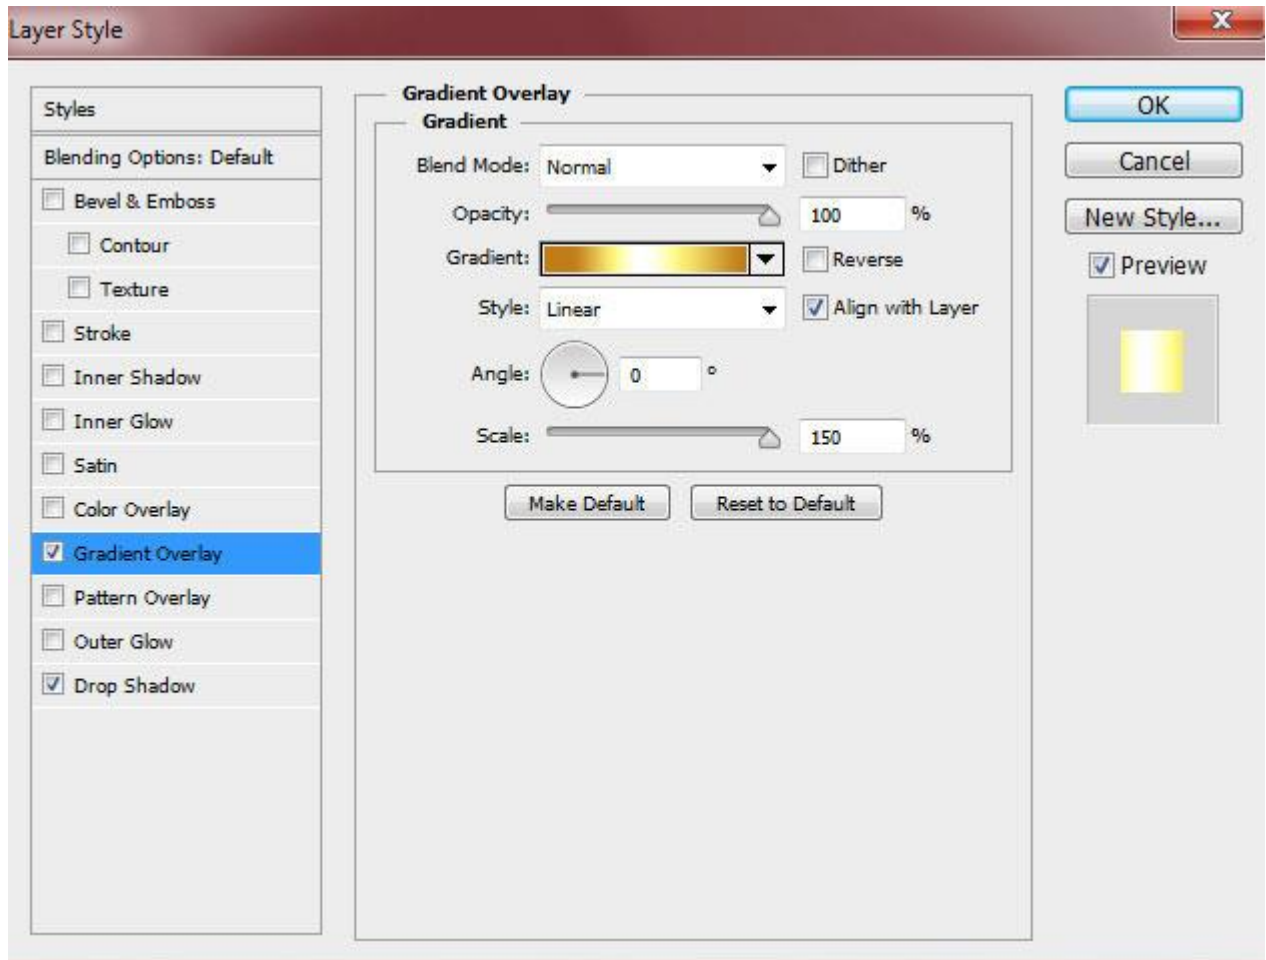 Layer Style
Styles
Blending Options: Default
Bevel & Emboss
Contour
Texture
Stroke
Inner Shadow
Inner Glow
Satin
Color Overlay
Gradient Overlay
Pattern Overlay
Outer Glow
Drop Shadow
Gradient Overlay
Gradient
Blend Mode: Normal Dither
Opacity: 100 %
Gradient: Reverse
Style: Linear Align with Layer
Angle: 0 °
Scale: 150 %
Make Default Reset to Default
OK
Cancel
New Style...
Preview